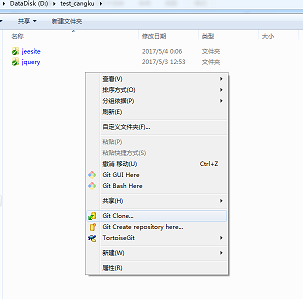 DataDisk (D:) ▸ test_cangku ▸
共享 ▼ 新建文件夹
名称 修改日期 类型 大小
jeesite 2017/5/4 0:06 文件夹
jquery 2017/5/3 12:53 文件夹
查看(V)
排序方式(O)
分组依据(P)
刷新(E)
自定义文件夹(F)...
粘贴(P)
粘贴快捷方式(S)
撤消 移动(U) Ctrl+Z
Git GUI Here
Git Bash Here
共享(H)
Git Clone...
Git Create repository here...
TortoiseGit
新建(W)
属性(R)